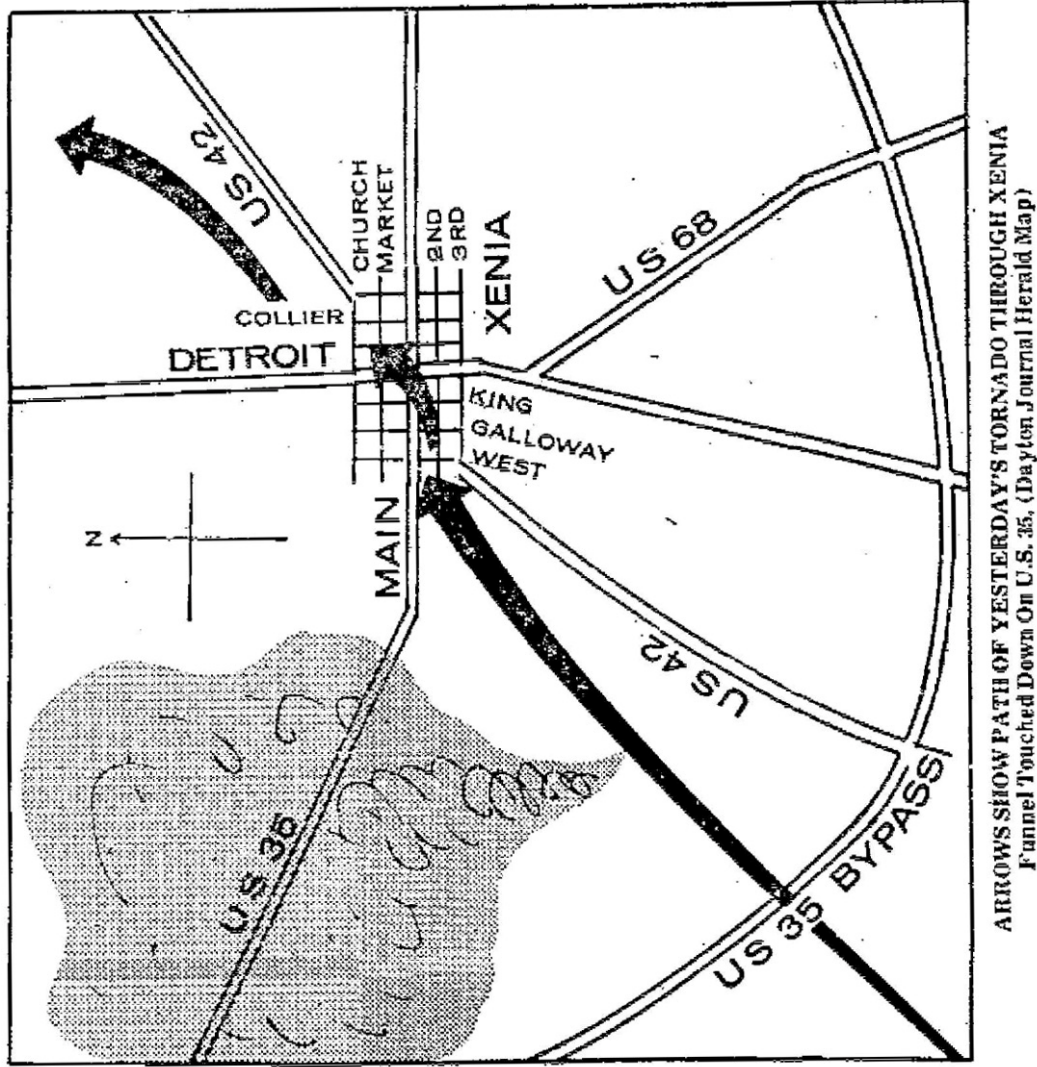 US 42
CHURCH
MARKET
COLLIER
DETROIT
2ND
3RD
XENIA
US 68
KING
GALLOWAY
WEST
N
MAIN
US 42
US 35
US 35 BYPASS
ARROWS SHOW PATH OF YESTERDAY'S TORNADO THROUGH XENIA
Funnel Touched Down On U.S. 35, (Dayton Journal Herald Map)